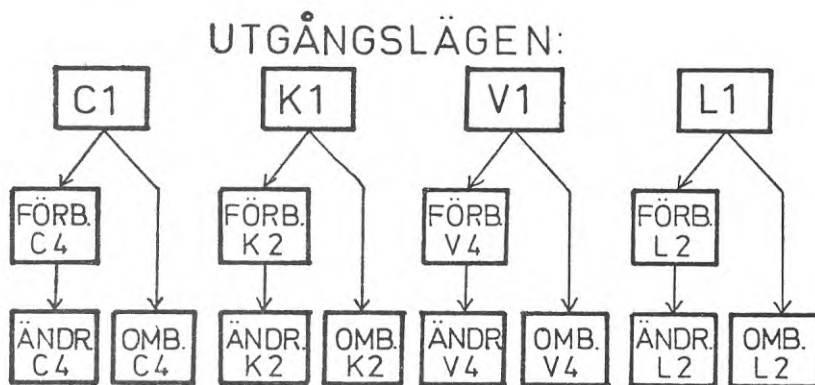 UTGÅNGSLÄGEN:
C1 K1 V1 L1
FÖRB. FÖRB. FÖRB. FÖRB.
C4 K2 V4 L2
ÄNDR. OMB. ÄNDR. OMB. ÄNDR. OMB. ÄNDR. OMB.
C4 C4 K2 K2 V4 V4 L2 L2